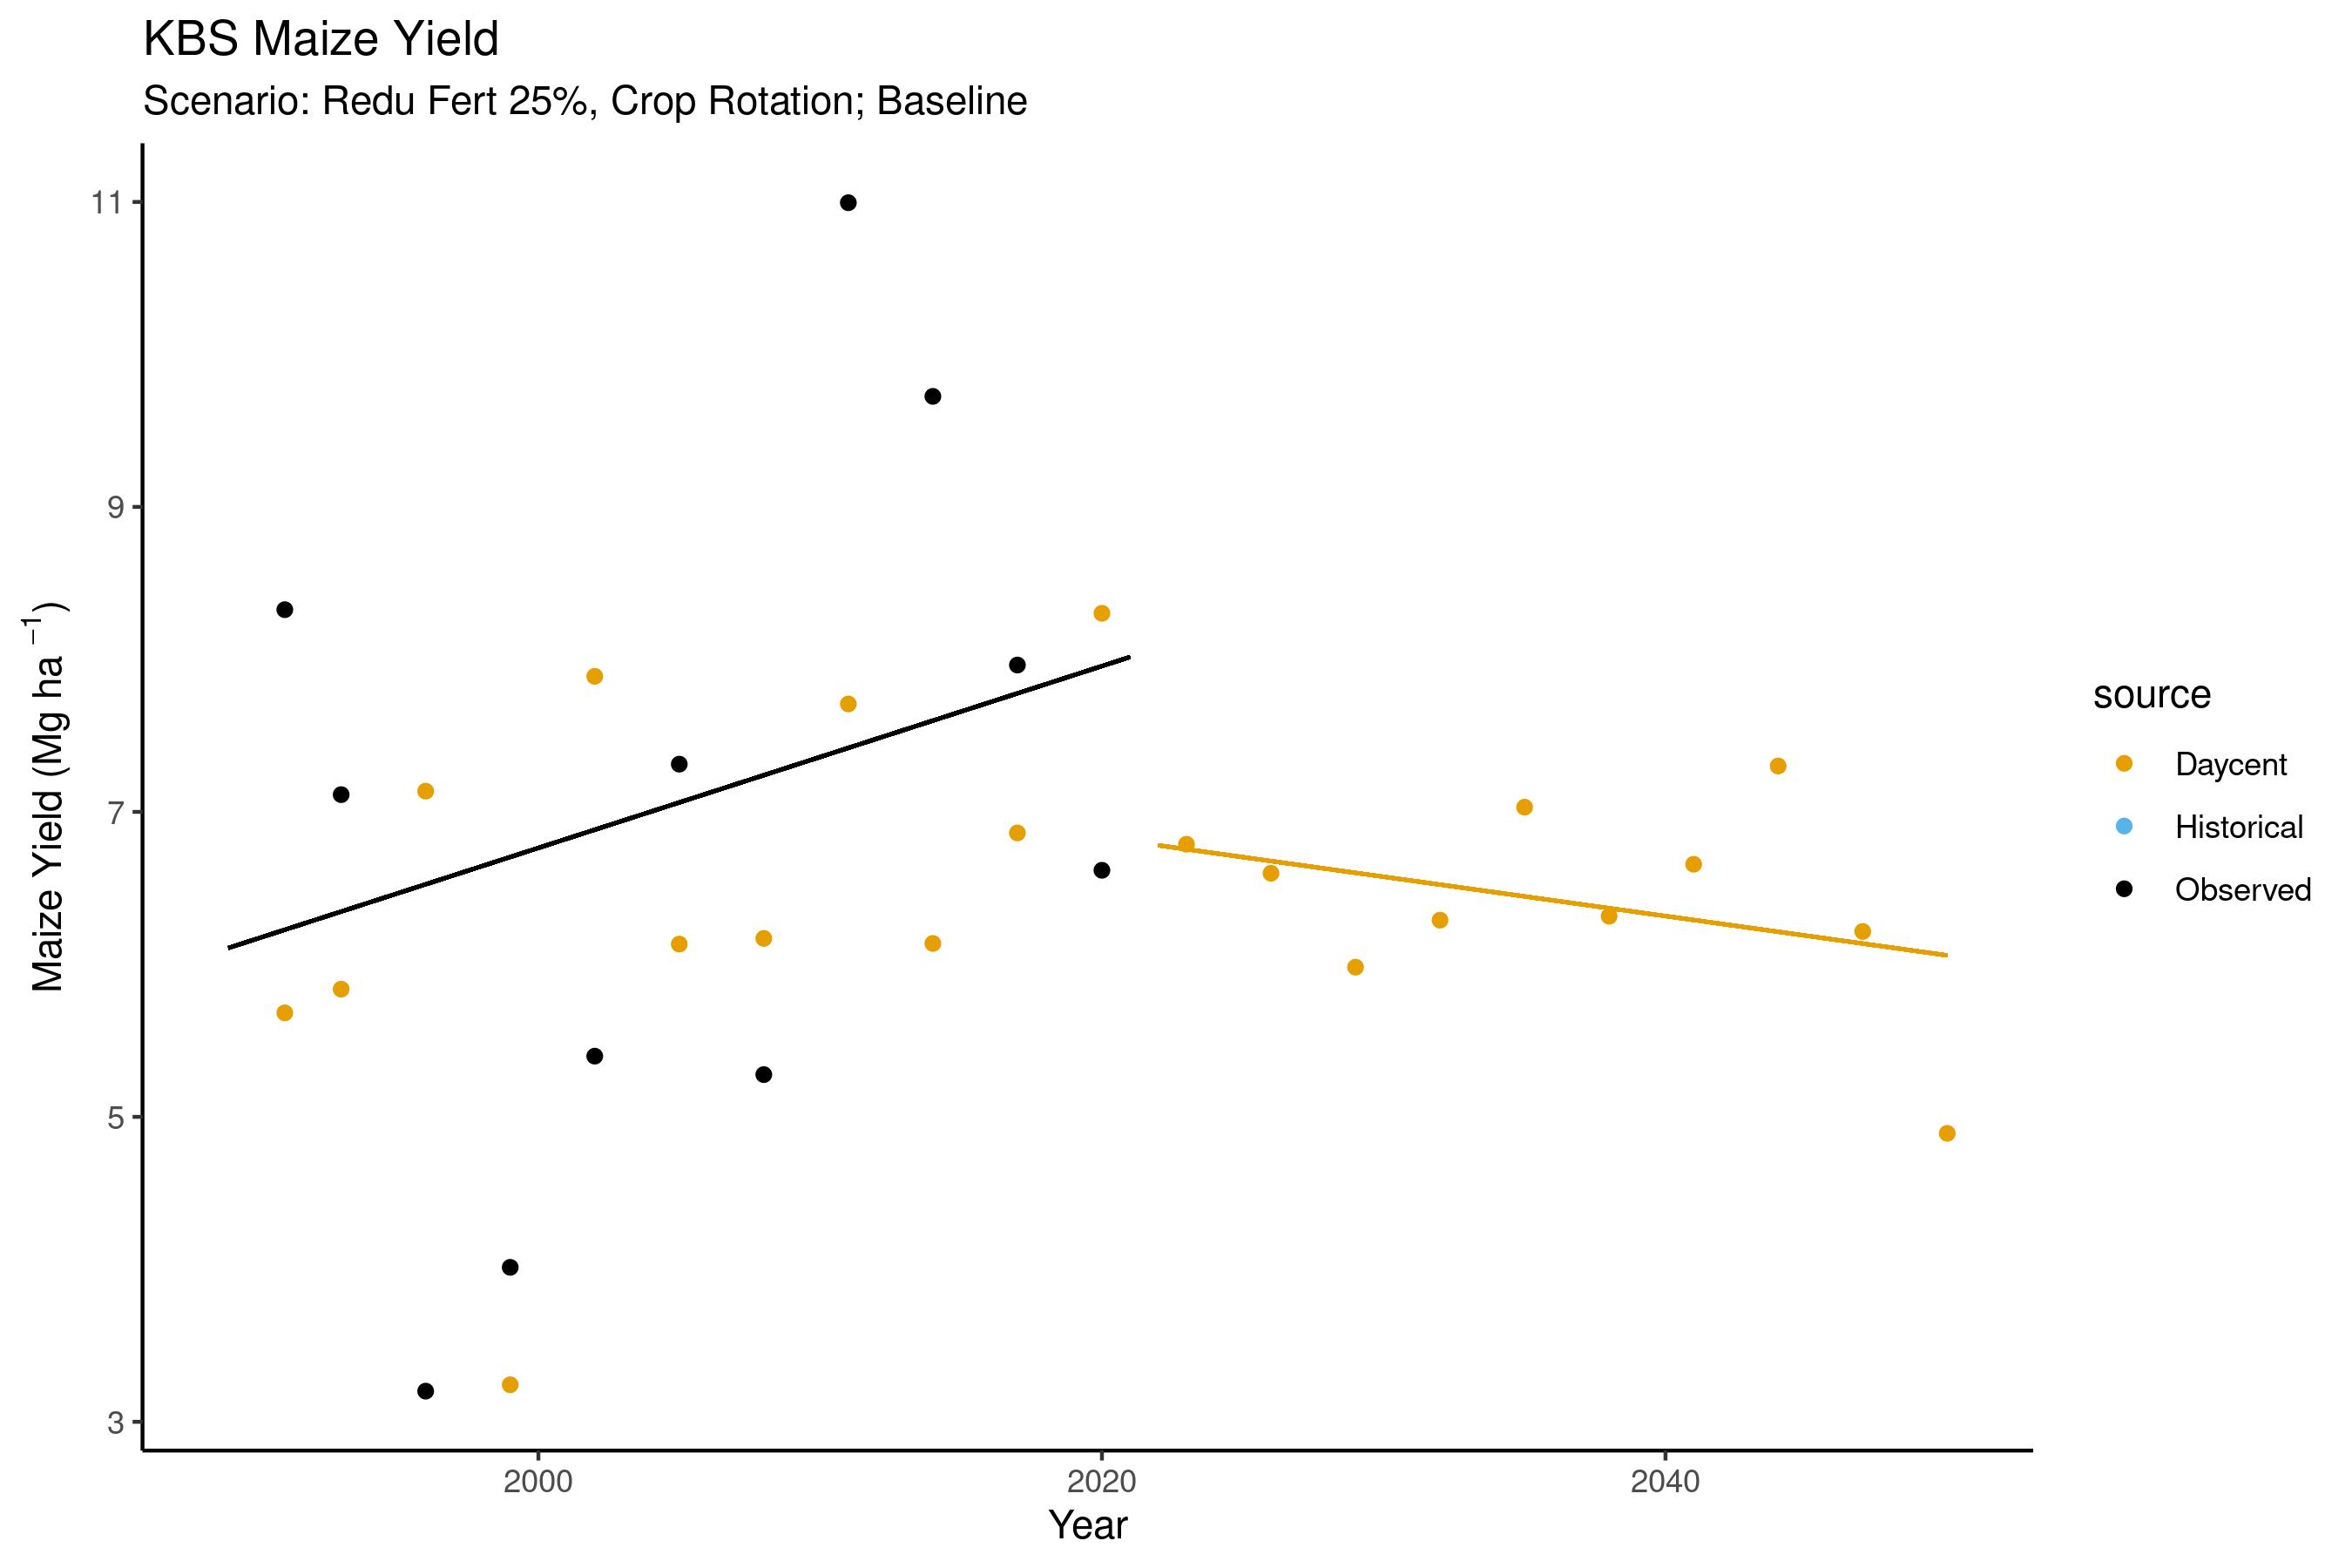 KBS Maize Yield
Scenario: Redu Fert 25%, Crop Rotation; Baseline
Maize Yield (Mg ha −1)
11
9
7
5
3
2000
2020
2040
Year
source
Daycent
Historical
Observed